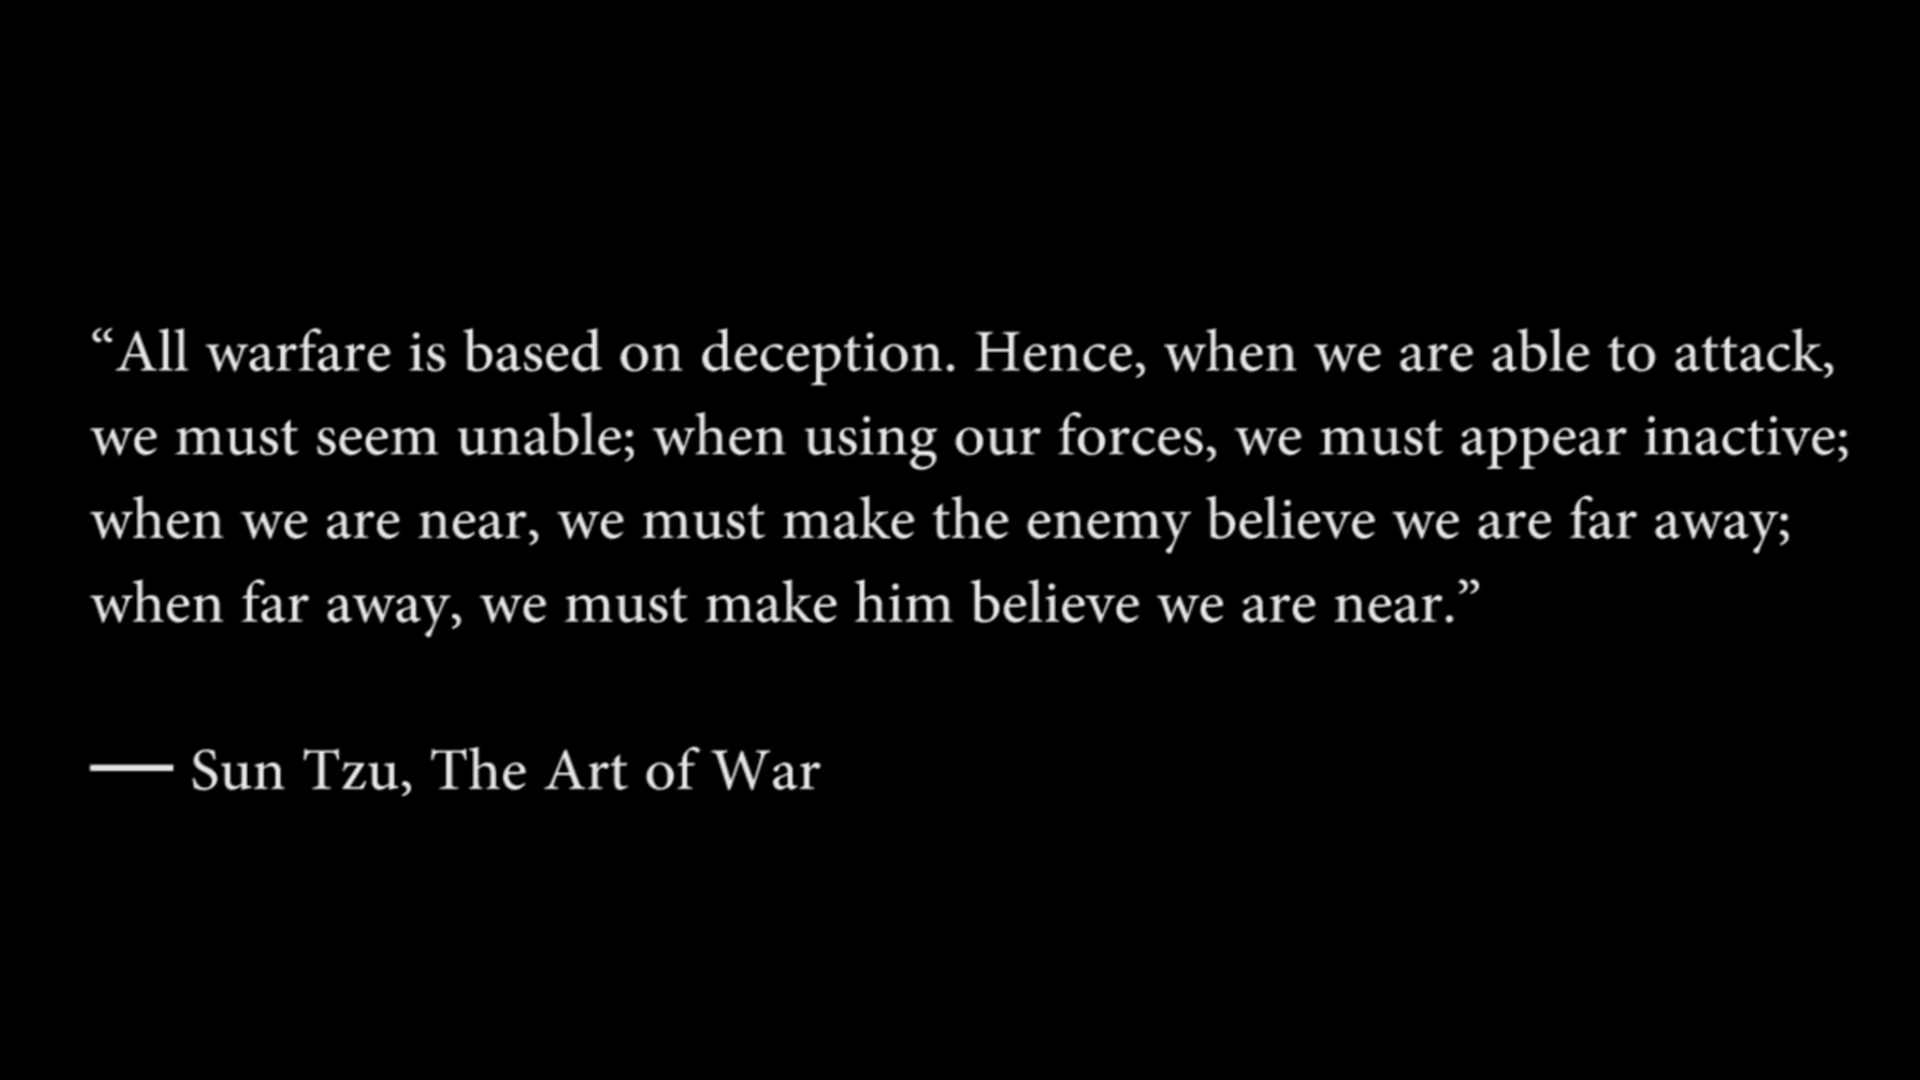 “All warfare is based on deception. Hence, when we are able to attack,
we must seem unable; when using our forces, we must appear inactive;
when we are near, we must make the enemy believe we are far away;
when far away, we must make him believe we are near.”
— Sun Tzu, The Art of War